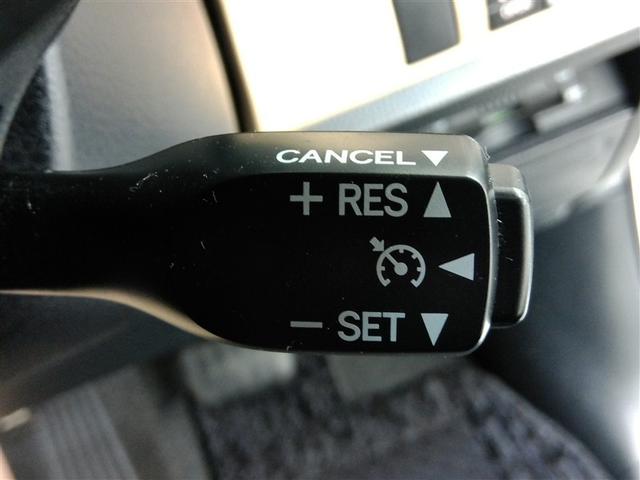 CANCEL ▼
+ RES ▲
◀
− SET ▼